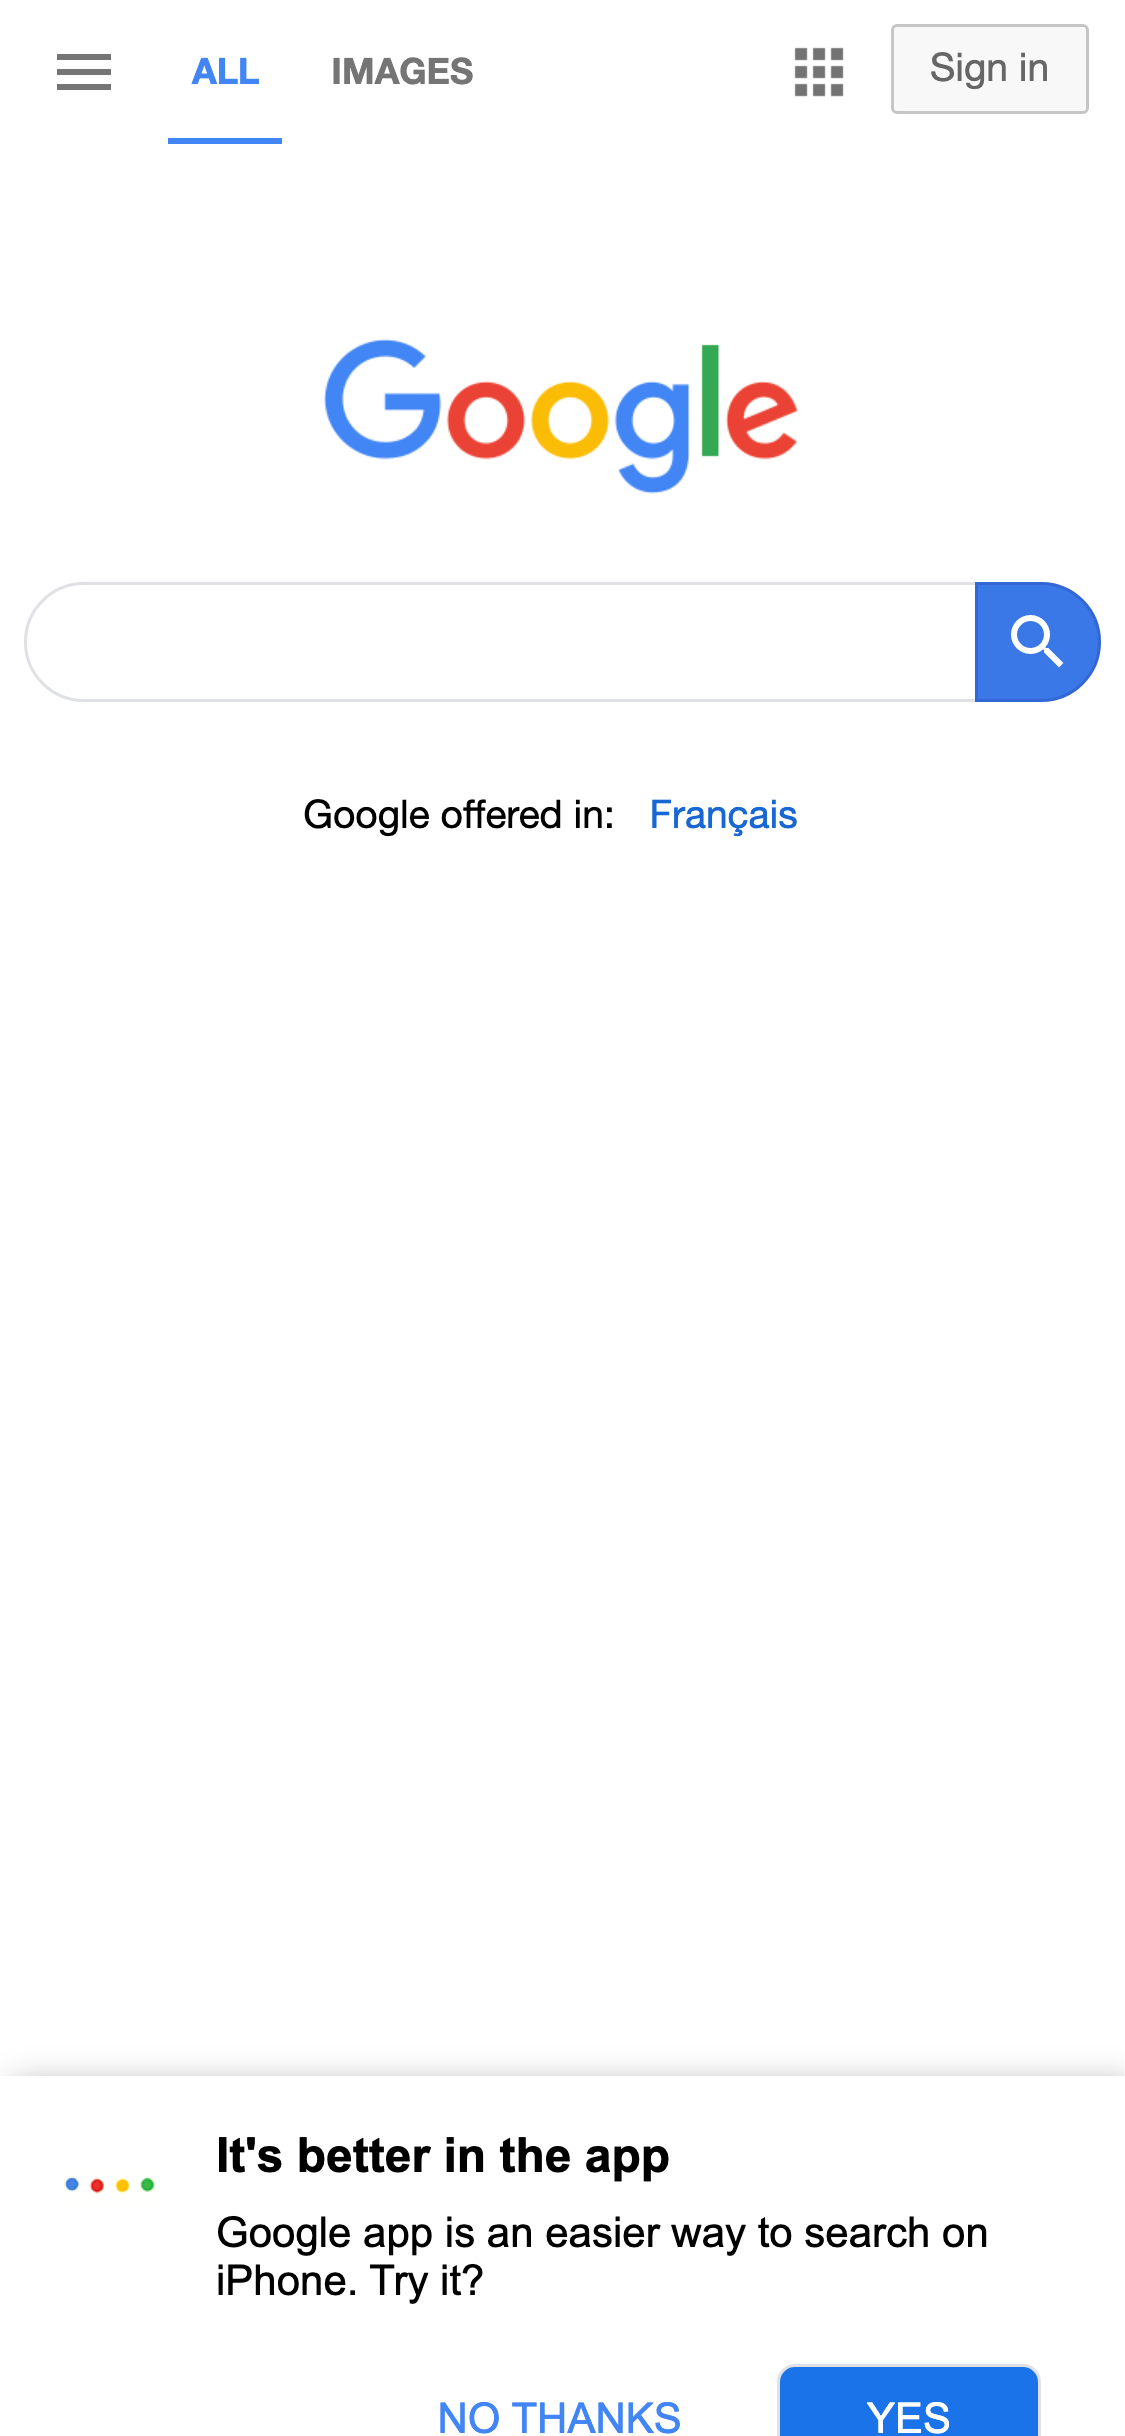 ALL IMAGES Sign in
Google
Google offered in: Français
It's better in the app
Google app is an easier way to search on
iPhone. Try it?
NO THANKS YES